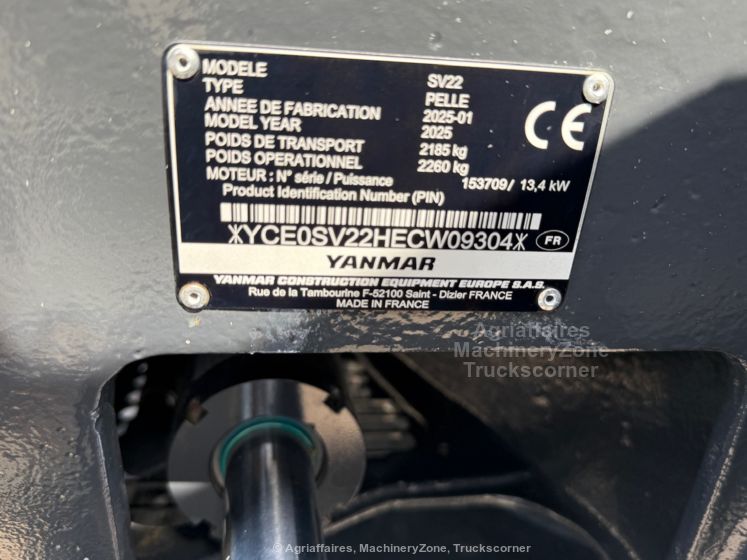 MODELE SV22
TYPE PELLE
ANNEE DE FABRICATION 2025-01
MODEL YEAR 2025
POIDS DE TRANSPORT 2185 kg
POIDS OPERATIONNEL 2260 kg
MOTEUR : N° série / Puissance 153709/ 13,4 kW
Product Identification Number (PIN)
CE
*YCE0SV22HECW09304*
FR
YANMAR
YANMAR CONSTRUCTION EQUIPMENT EUROPE S.A.S.
Rue de la Tambourine F-52100 Saint - Dizier FRANCE
MADE IN FRANCE
Agriaffaires
MachineryZone
Truckscorner
© Agriaffaires, MachineryZone, Truckscorner